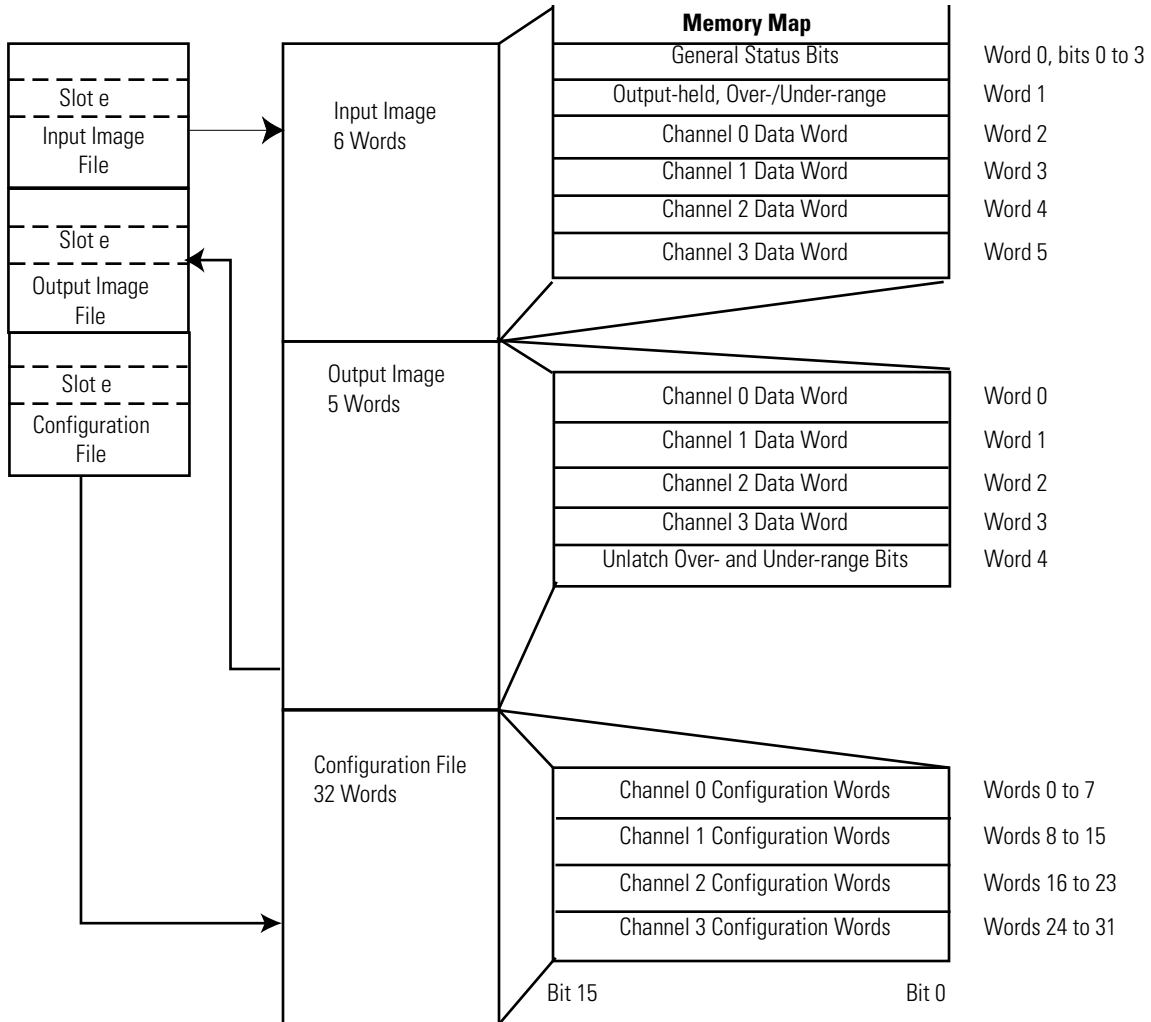 Memory Map
Slot e
Input Image
File
Slot e
Output Image
File
Slot e
Configuration
File
Input Image
6 Words
General Status Bits Word 0, bits 0 to 3
Output-held, Over-/Under-range Word 1
Channel 0 Data Word Word 2
Channel 1 Data Word Word 3
Channel 2 Data Word Word 4
Channel 3 Data Word Word 5
Output Image
5 Words
Channel 0 Data Word Word 0
Channel 1 Data Word Word 1
Channel 2 Data Word Word 2
Channel 3 Data Word Word 3
Unlatch Over- and Under-range Bits Word 4
Configuration File
32 Words
Channel 0 Configuration Words Words 0 to 7
Channel 1 Configuration Words Words 8 to 15
Channel 2 Configuration Words Words 16 to 23
Channel 3 Configuration Words Words 24 to 31
Bit 15 Bit 0